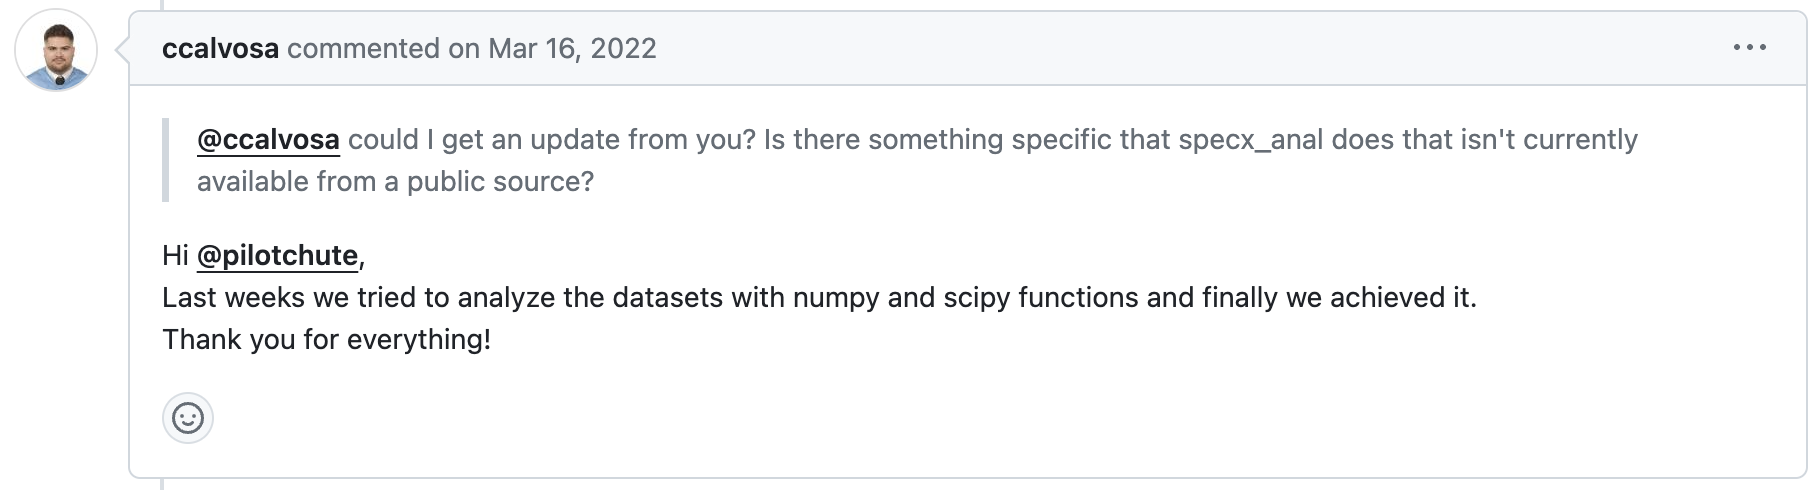 ccalvosa commented on Mar 16, 2022
@ccalvosa could I get an update from you? Is there something specific that specx_anal does that isn't currently
available from a public source?
Hi @pilotchute,
Last weeks we tried to analyze the datasets with numpy and scipy functions and finally we achieved it.
Thank you for everything!